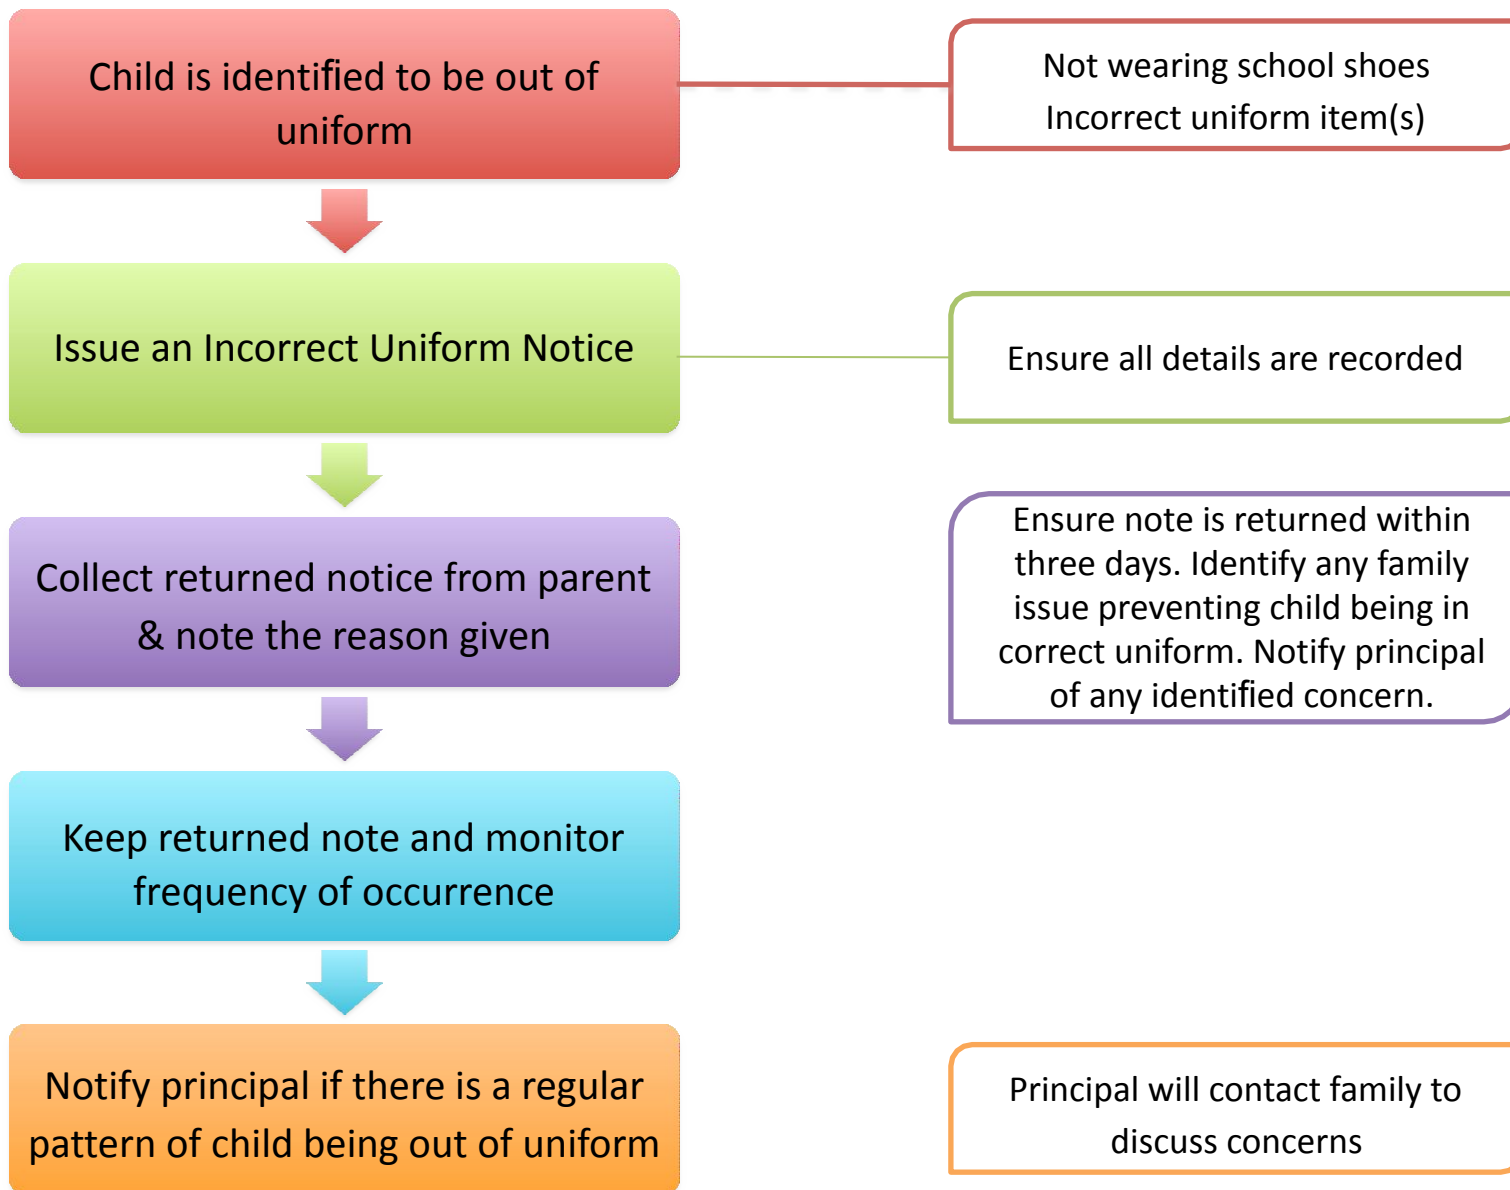 Child is identified to be out of
uniform
Not wearing school shoes
Incorrect uniform item(s)
Issue an Incorrect Uniform Notice
Ensure all details are recorded
Collect returned notice from parent
& note the reason given
Ensure note is returned within
three days. Identify any family
issue preventing child being in
correct uniform. Notify principal
of any identified concern.
Keep returned note and monitor
frequency of occurrence
Notify principal if there is a regular
pattern of child being out of uniform
Principal will contact family to
discuss concerns